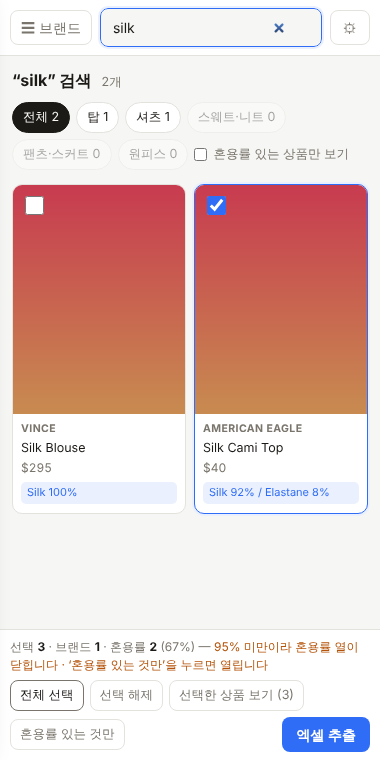 ☰ 브랜드 silk ✕
“silk” 검색 2개
전체 2 탑 1 셔츠 1 스웨트·니트 0
팬츠·스커트 0 원피스 0 혼용률 있는 상품만 보기
VINCE
Silk Blouse
$295
Silk 100%
AMERICAN EAGLE
Silk Cami Top
$40
Silk 92% / Elastane 8%
선택 3 · 브랜드 1 · 혼용률 2 (67%) — 95% 미만이라 혼용률 열이
닫힙니다 · ‘혼용률 있는 것만’을 누르면 열립니다
전체 선택 선택 해제 선택한 상품 보기 (3)
혼용률 있는 것만 엑셀 추출